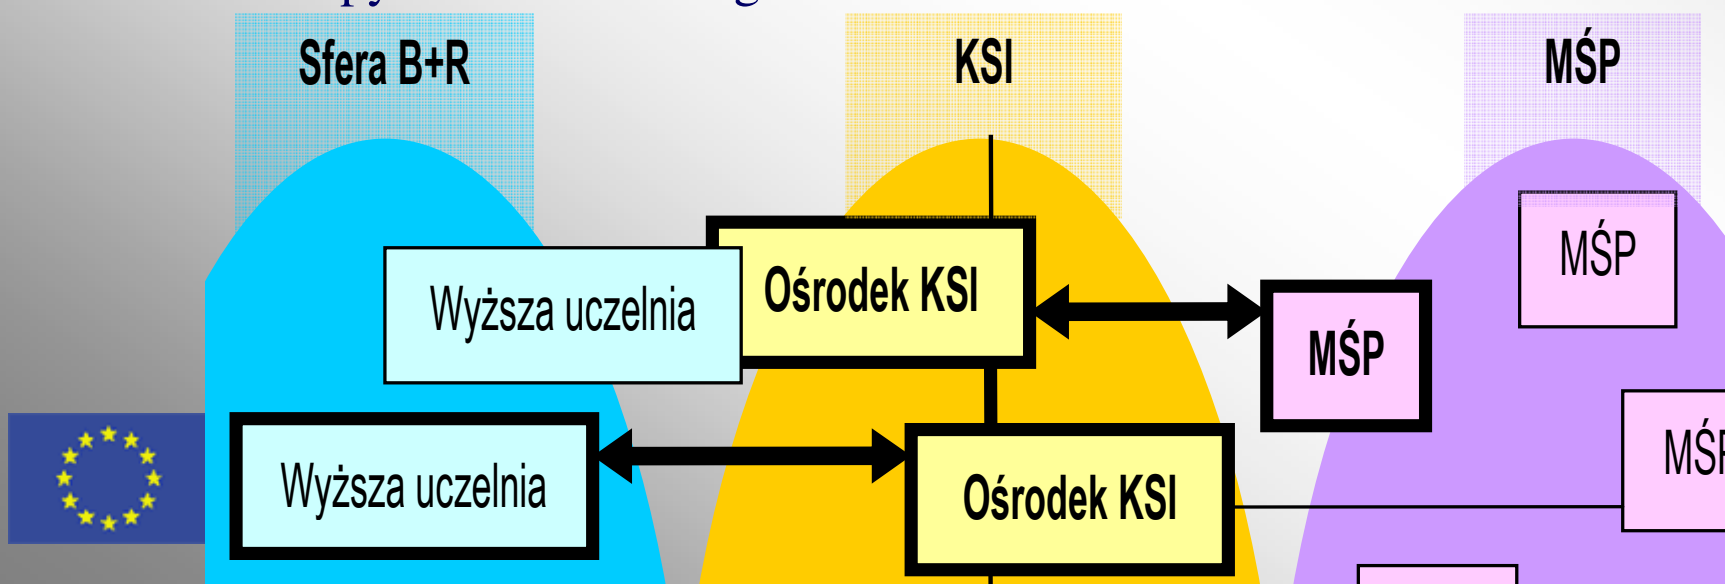 Sfera B+R
KSI
MŚP
MŚP
Wyższa uczelnia
Ośrodek KSI
MŚP
Wyższa uczelnia
Ośrodek KSI